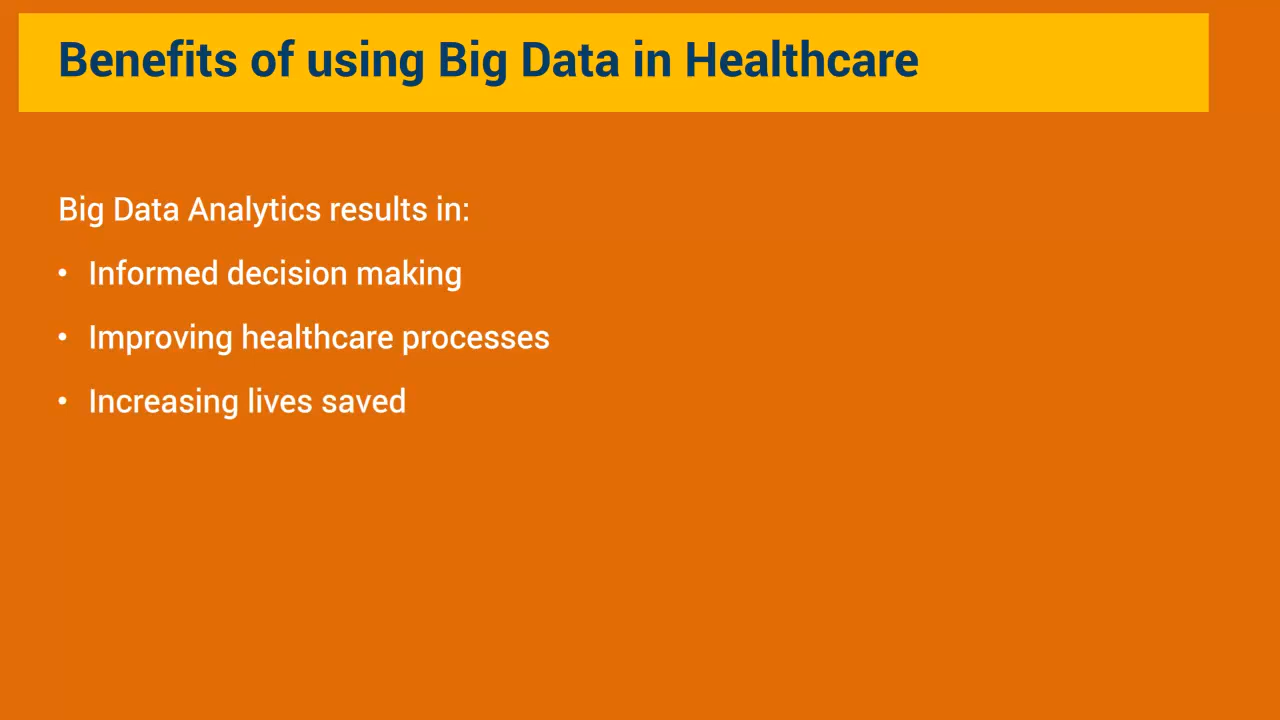 Benefits of using Big Data in Healthcare
Big Data Analytics results in:
• Informed decision making
• Improving healthcare processes
• Increasing lives saved